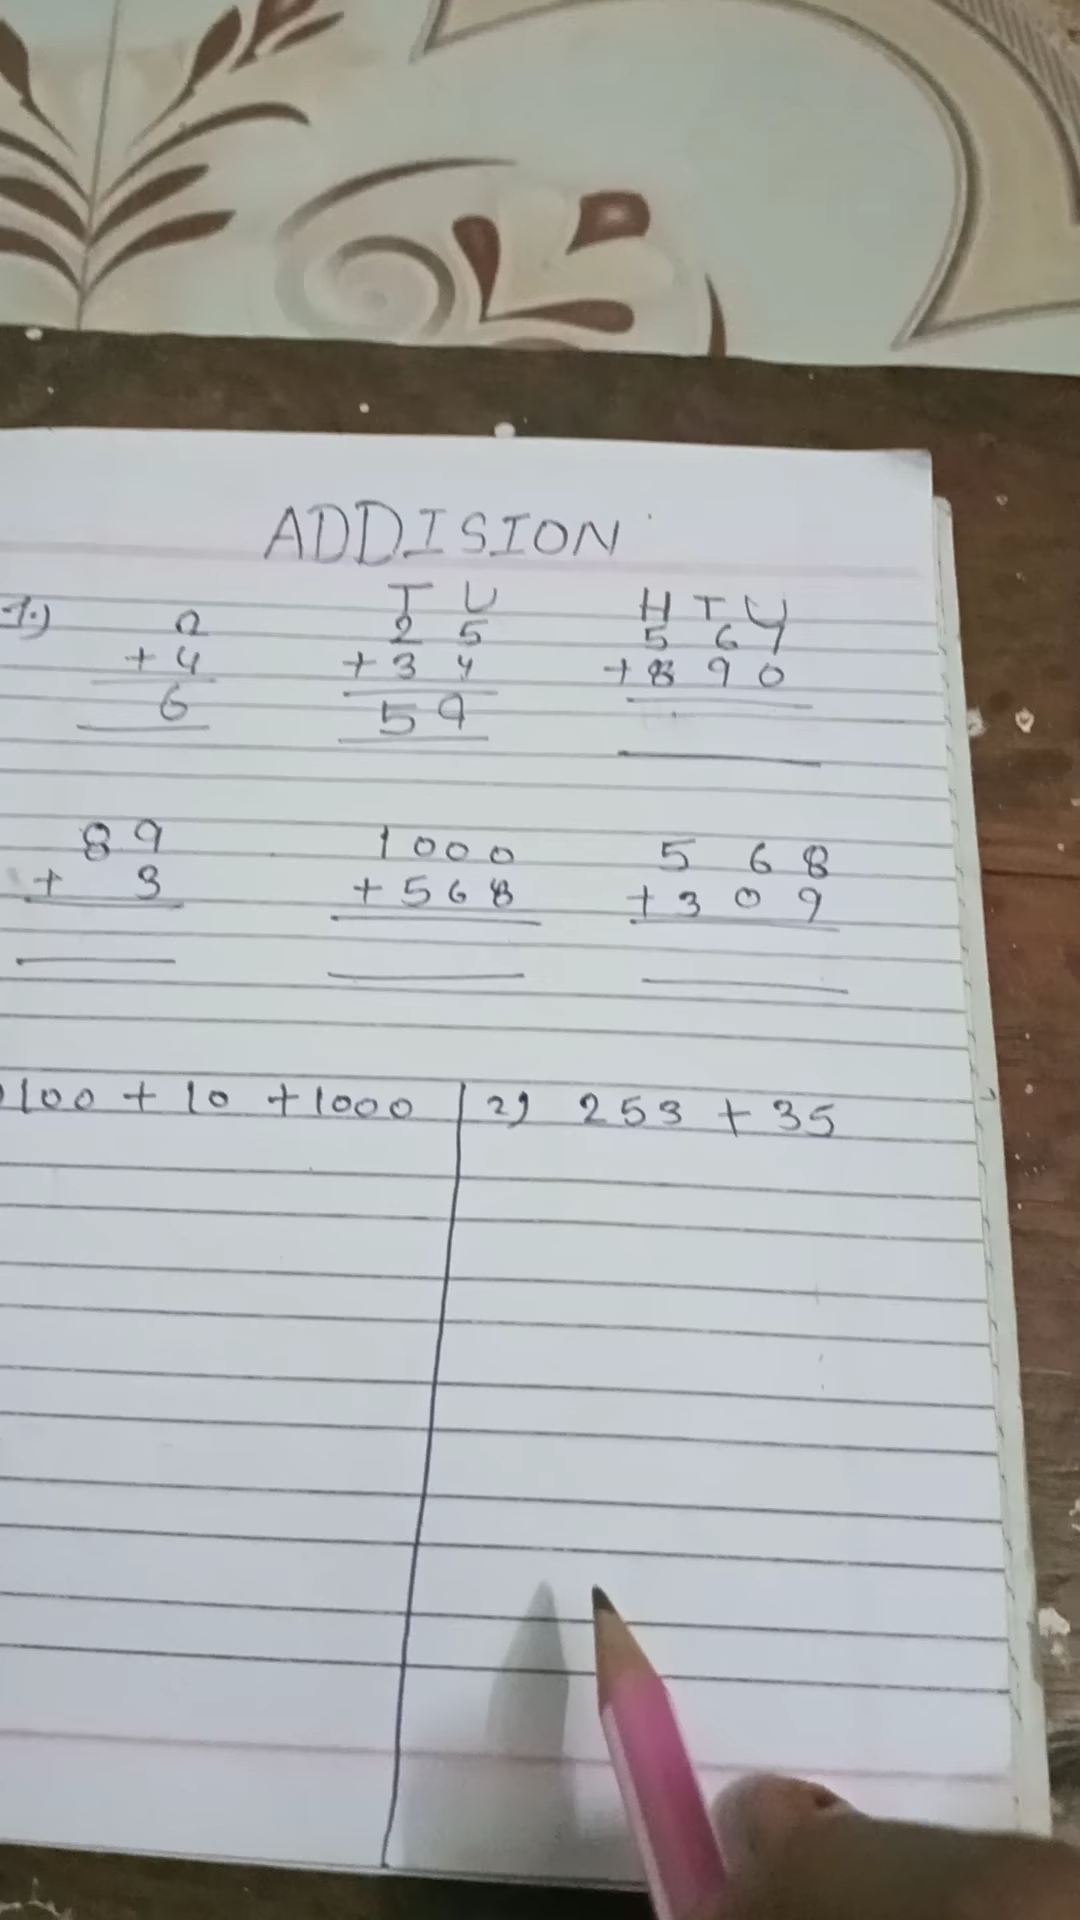 ADDISION
T U H T U
1.) 2 2 5 5 6 7
+ 4 + 3 4 + 8 9 0
6 5 9
8 9 1 0 0 0 5 6 8
+ 3 + 5 6 8 + 3 0 9
100 + 10 + 1000 2) 253 + 35